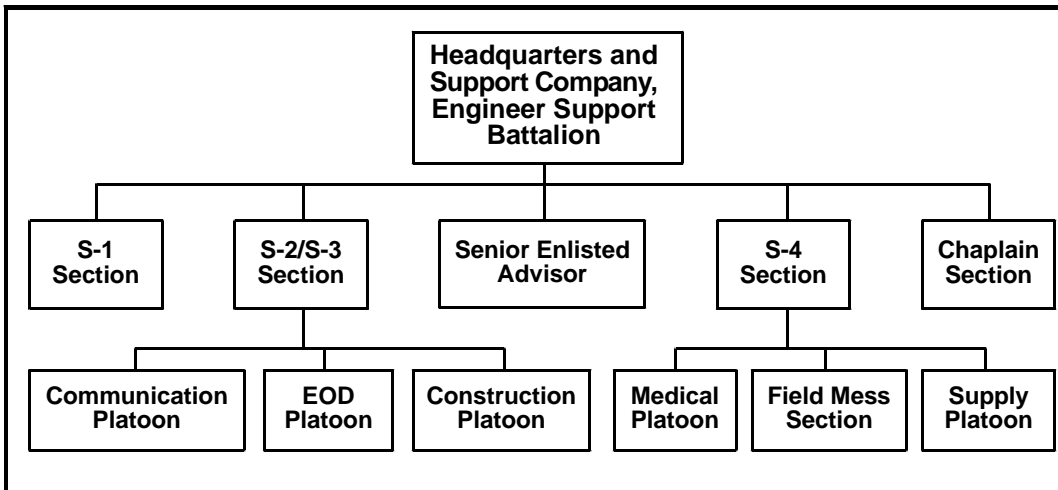 Headquarters and
Support Company,
Engineer Support
Battalion
S-1
Section
S-2/S-3
Section
Senior Enlisted
Advisor
S-4
Section
Chaplain
Section
Communication
Platoon
EOD
Platoon
Construction
Platoon
Medical
Platoon
Field Mess
Section
Supply
Platoon